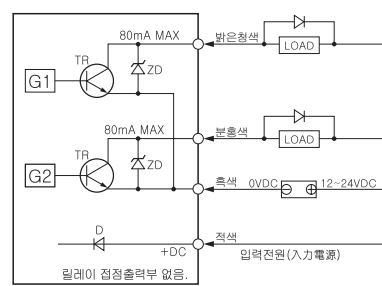 80mA MAX
밝은청색
LOAD
TR
G1
ZD
80mA MAX
분홍색
LOAD
TR
G2
ZD
흑색
0VDC
12~24VDC
D
+DC
적색
입력전원(入力電源)
릴레이 접점출력부 없음.